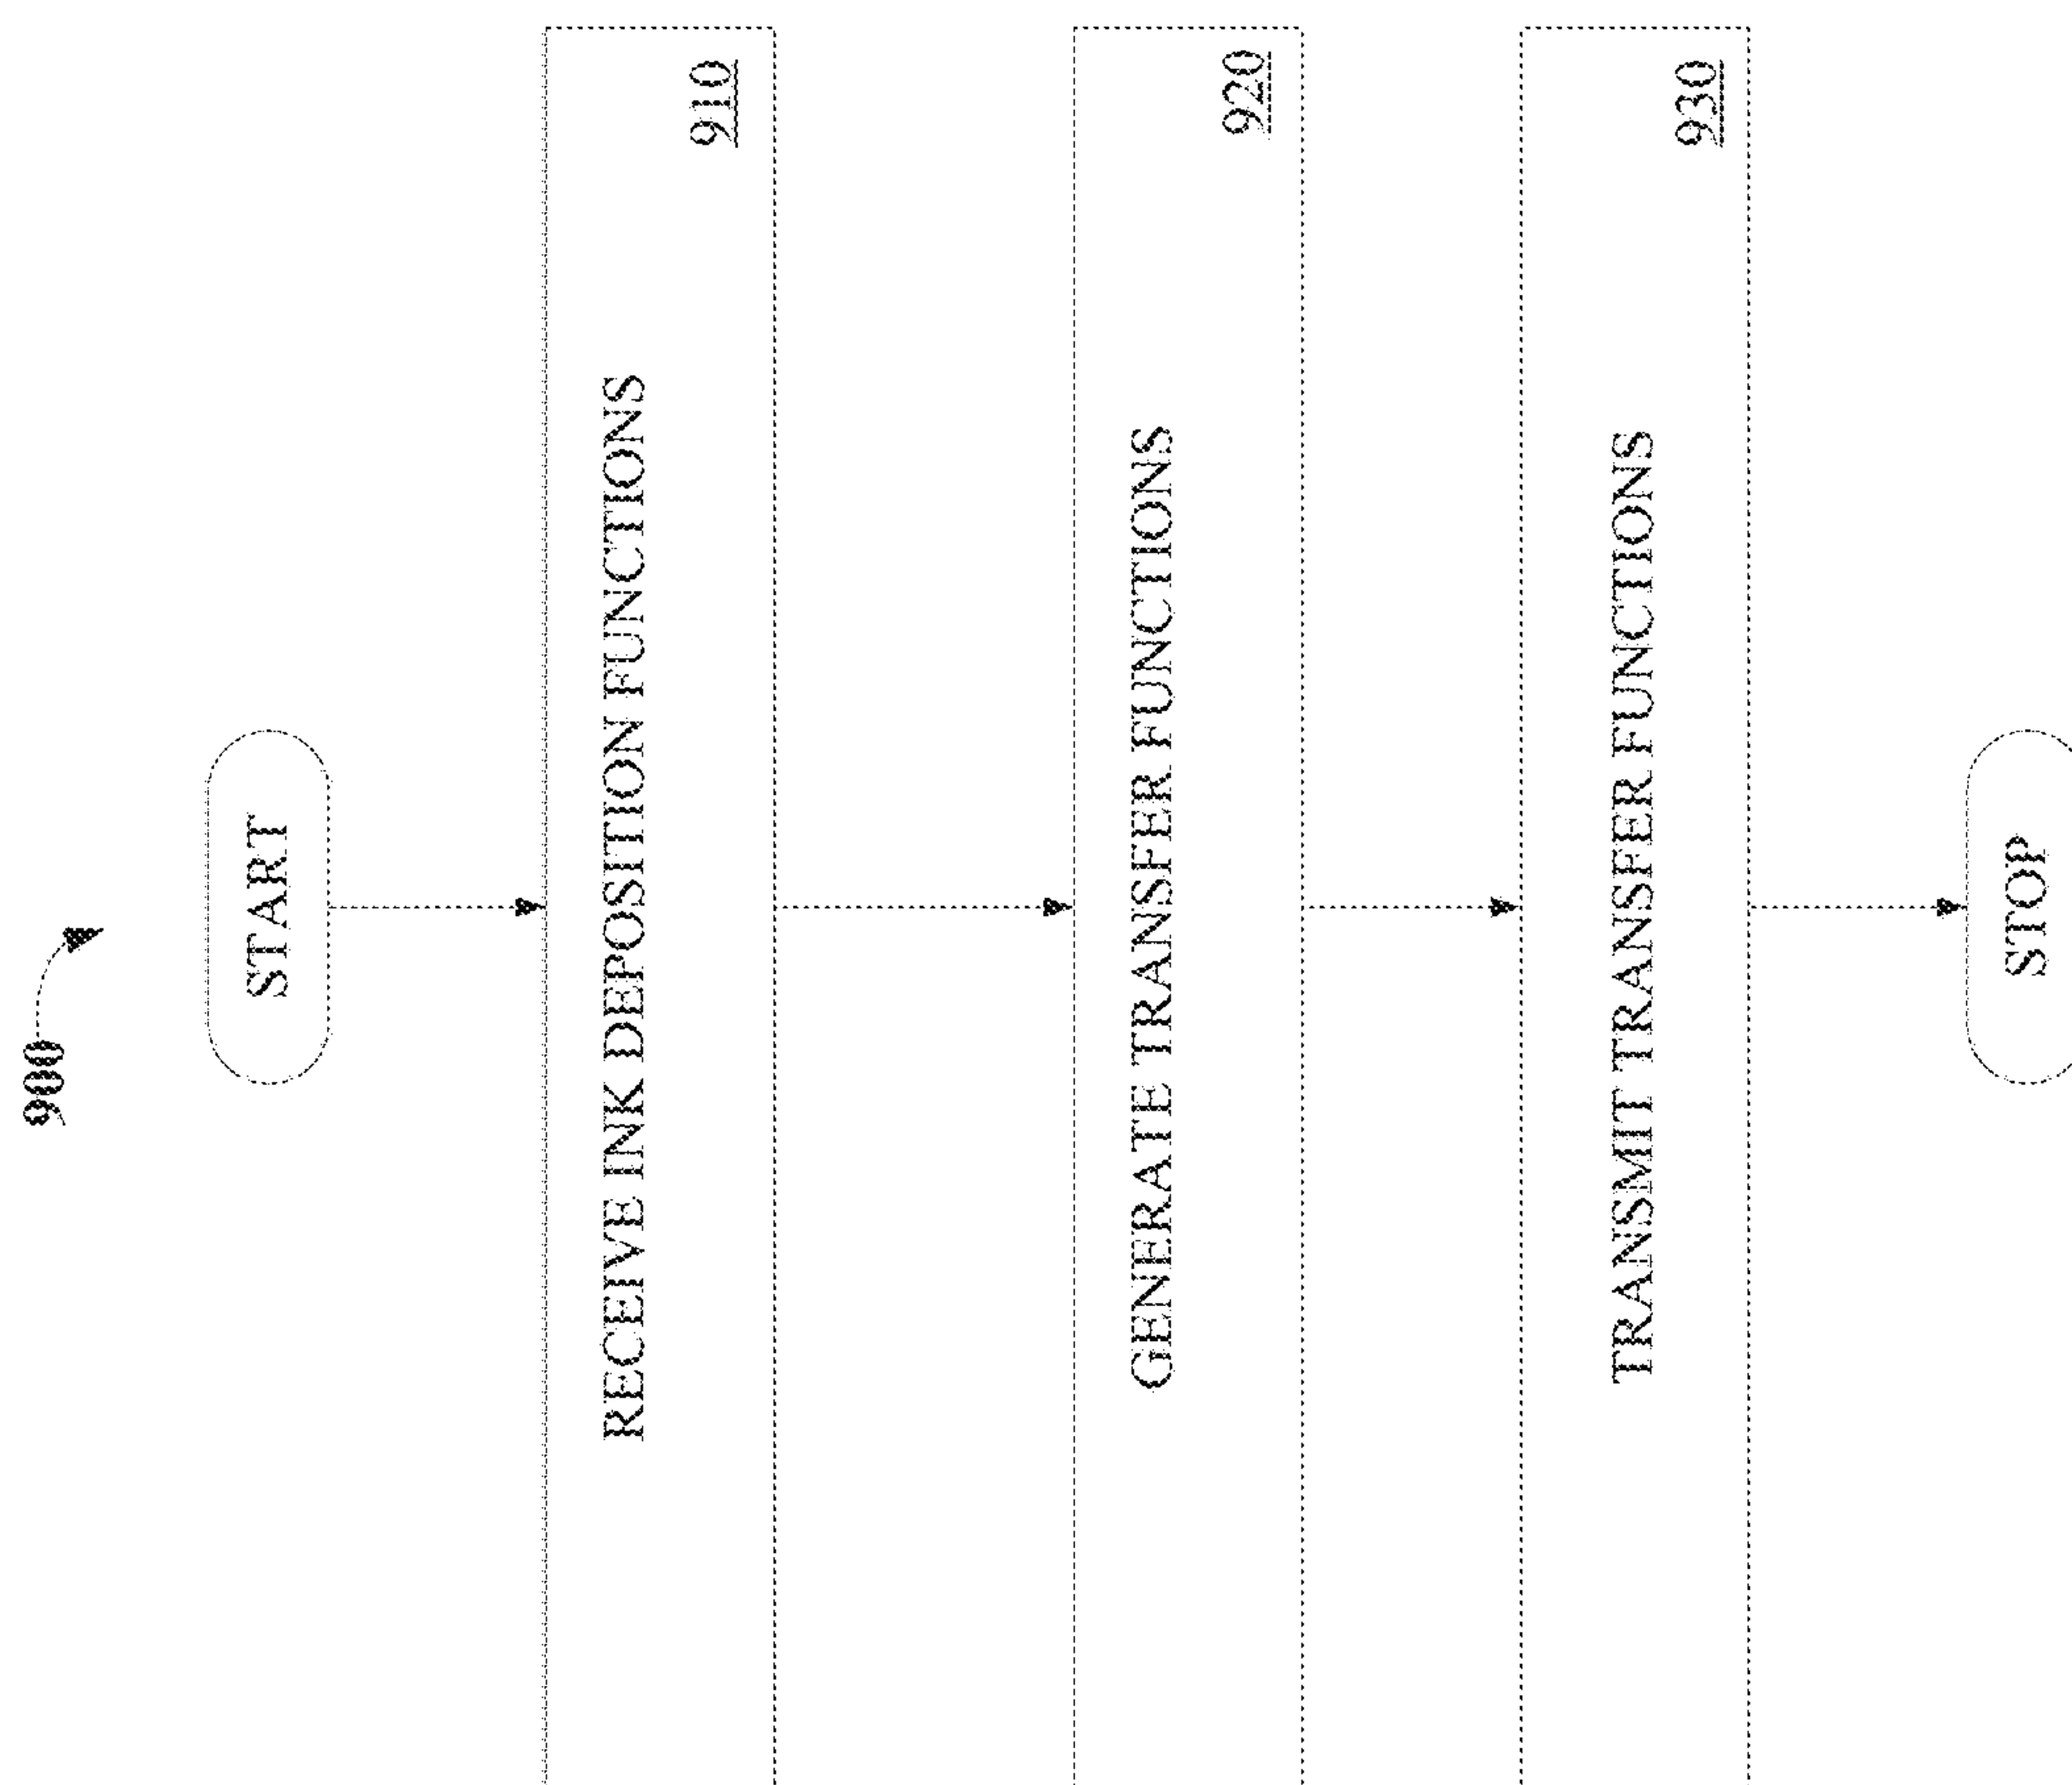 900
START
RECEIVE INK DEPOSITION FUNCTIONS
910
GENERATE TRANSFER FUNCTIONS
920
TRANSMIT TRANSFER FUNCTIONS
930
STOP